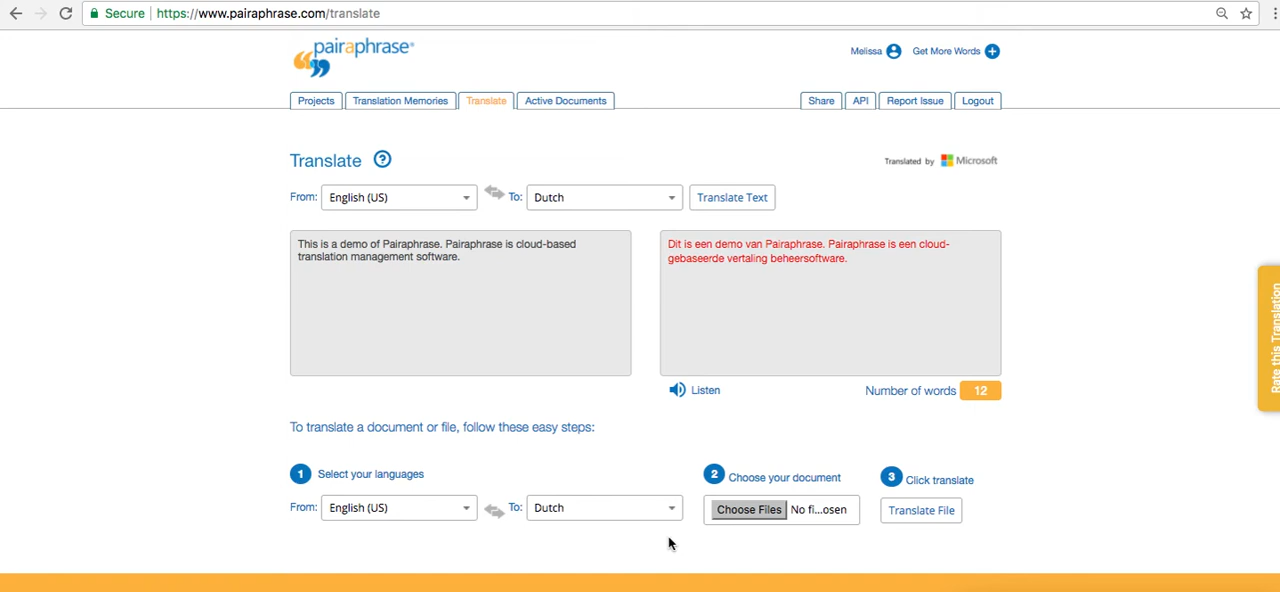 Secure https://www.pairaphrase.com/translate
pairaphrase®
Melissa Get More Words
Projects Translation Memories Translate Active Documents Share API Report Issue Logout
Translate ? Translated by Microsoft
From: English (US) To: Dutch Translate Text
This is a demo of Pairaphrase. Pairaphrase is cloud-based
translation management software.
Dit is een demo van Pairaphrase. Pairaphrase is een cloud-
gebaseerde vertaling beheersoftware.
Listen Number of words 12
Rate this Translation
To translate a document or file, follow these easy steps:
1 Select your languages 2 Choose your document 3 Click translate
From: English (US) To: Dutch Choose Files No fi...osen Translate File